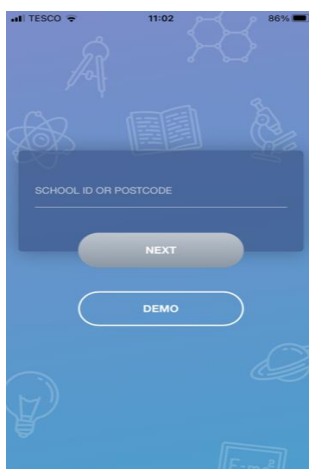 TESCO 11:02 86%
SCHOOL ID OR POSTCODE
NEXT
DEMO